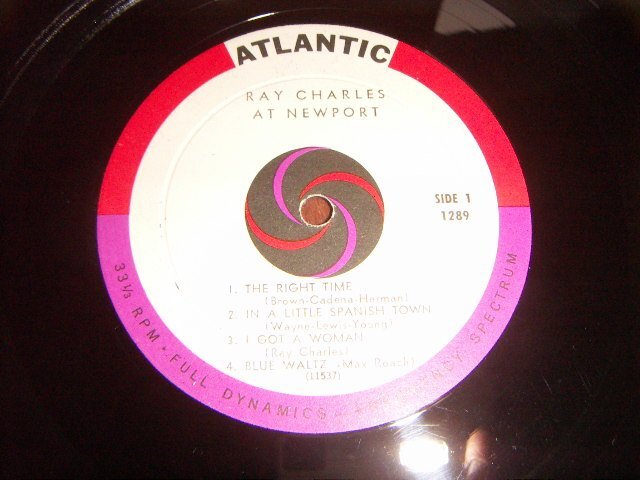 ATLANTIC
RAY CHARLES
AT NEWPORT
SIDE 1
1289
1. THE RIGHT TIME
(Brown-Cadena-Herman)
2. IN A LITTLE SPANISH TOWN
(Wayne-Lewis-Young)
3. I GOT A WOMAN
(Ray Charles)
4. BLUE WALTZ (Max Roach)
(11537)
33⅓ RPM · FULL DYNAMICS - FREQUENCY SPECTRUM